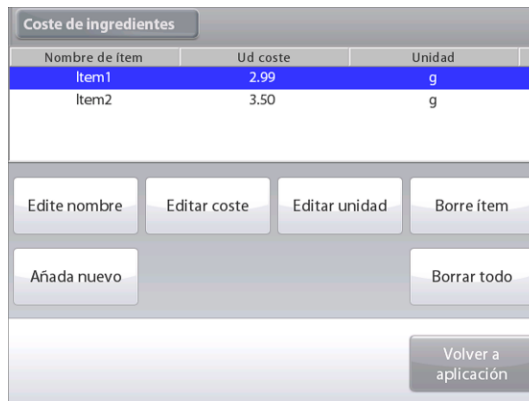 Coste de ingredientes
Nombre de ítem Ud coste Unidad
Item1 2.99 g
Item2 3.50 g
Edite nombre Editar coste Editar unidad Borre ítem
Añada nuevo Borrar todo
Volver a
aplicación